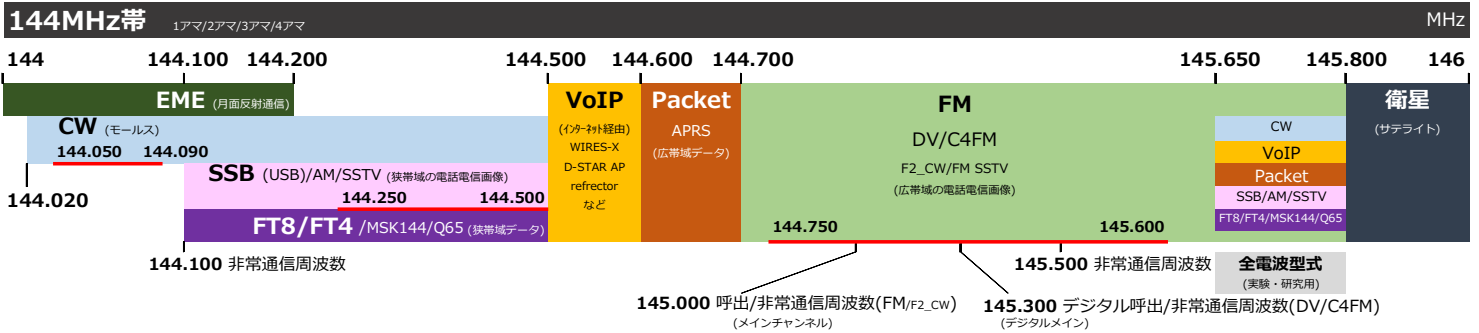 144MHz帯 1アマ/2アマ/3アマ/4アマ MHz
144 144.100 144.200 144.500 144.600 144.700 145.650 145.800 146
EME (月面反射通信)
CW (モールス)
144.050 144.090
144.020
SSB (USB)/AM/SSTV (狭帯域の電話電信画像)
144.250 144.500
FT8/FT4 /MSK144/Q65 (狭帯域データ)
144.100 非常通信周波数
VoIP
(インターネット経由)
WIRES-X
D-STAR AP
refrector
など
Packet
APRS
(広帯域データ)
FM
DV/C4FM
F2_CW/FM SSTV
(広帯域の電話電信画像)
144.750 145.600
145.000 呼出/非常通信周波数(FM/F2_CW)
(メインチャンネル)
145.300 デジタル呼出/非常通信周波数(DV/C4FM)
(デジタルメイン)
145.500 非常通信周波数
CW
VoIP
Packet
SSB/AM/SSTV
FT8/FT4/MSK144/Q65
全電波型式
(実験・研究用)
衛星
(サテライト)